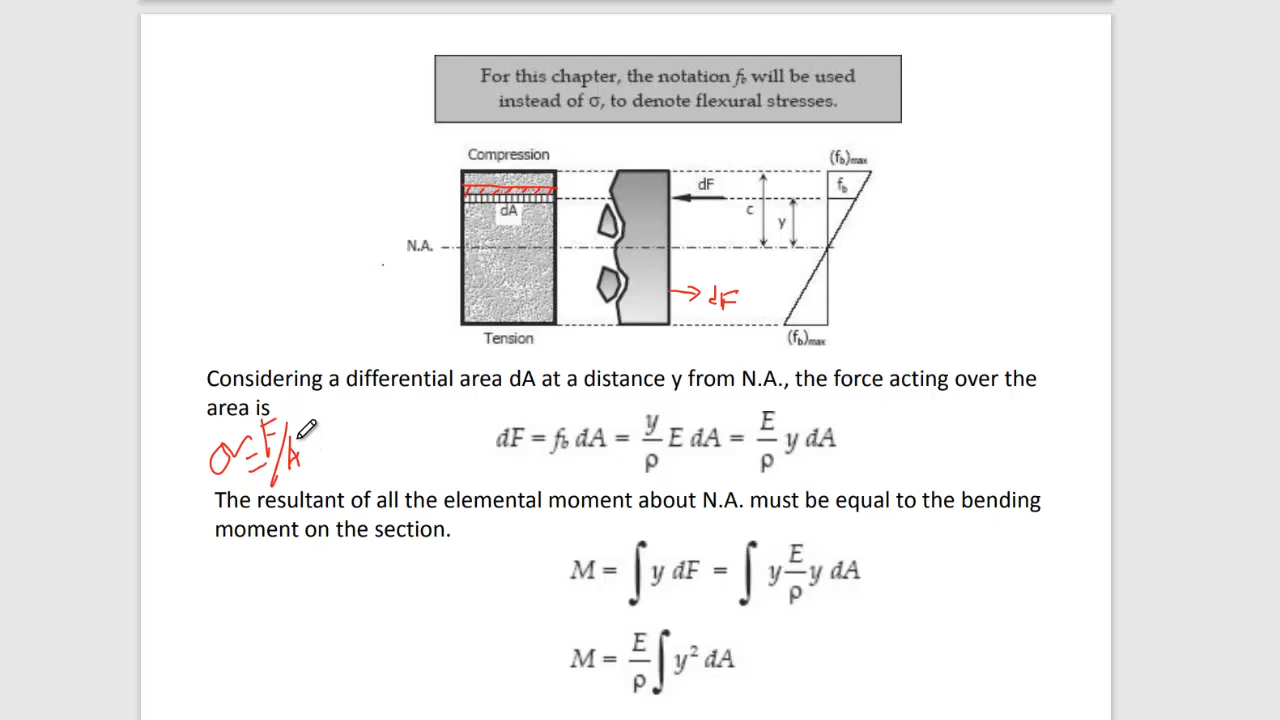 For this chapter, the notation fb will be used
instead of σ, to denote flexural stresses.
Compression
(fb)max
dF
fb
dA
c
y
N.A.
dF
Tension
(fb)max
Considering a differential area dA at a distance y from N.A., the force acting over the
area is
σ = F/A
dF = fb dA = y/ρ E dA = E/ρ y dA
The resultant of all the elemental moment about N.A. must be equal to the bending
moment on the section.
M = ∫ y dF = ∫ y E/ρ y dA
M = E/ρ ∫ y² dA